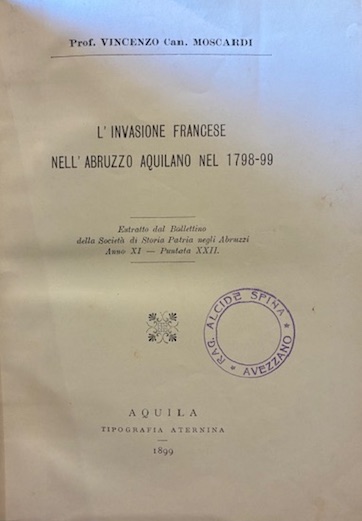 Prof. VINCENZO Can. MOSCARDI
L'INVASIONE FRANCESE
NELL'ABRUZZO AQUILANO NEL 1798-99
Estratto dal Bollettino
della Società di Storia Patria negli Abruzzi
Anno XI — Puntata XXII.
RAG. ALCIDE SPINA
* AVEZZANO *
AQUILA
TIPOGRAFIA ATERNINA
1899